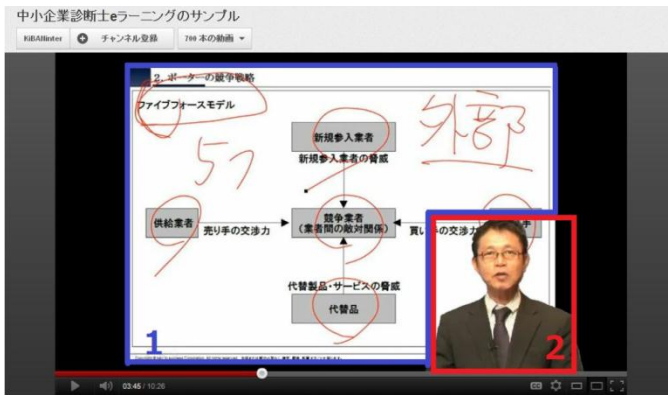 中小企業診断士eラーニングのサンプル
KiBANinter チャンネル登録 700 本の動画
2. ポーターの競争戦略
ファイブフォースモデル
5つ
外部
新規参入業者
新規参入業者の脅威
供給業者
売り手の交渉力
競争業者
(業者間の敵対関係)
買い手の交渉力
手
代替製品・サービスの脅威
代替品
1
2
03:45 / 10:26